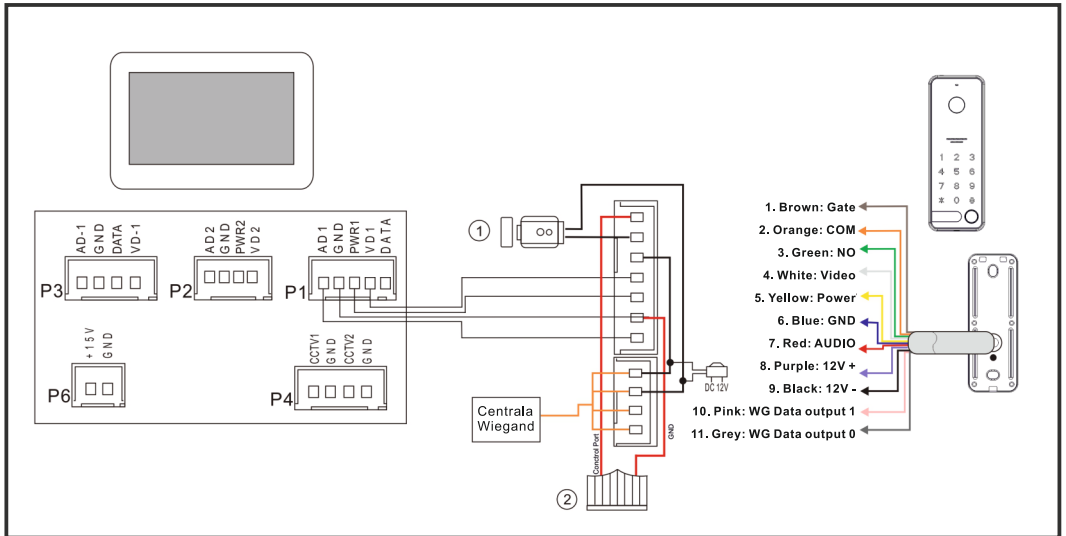 AD-1
GND
DATA
VD-1
P3
AD2
GND
PWR2
VD2
P2
AD1
GND
PWR1
VD1
DATA
P1
+15V
GND
P6
CCTV1
GND
CCTV2
GND
P4
1
Centrala
Wiegand
Condrol Port
GND
DC 12V
2
1 2 3
4 5 6
7 8 9
* 0 #
1. Brown: Gate
2. Orange: COM
3. Green: NO
4. White: Video
5. Yellow: Power
6. Blue: GND
7. Red: AUDIO
8. Purple: 12V +
9. Black: 12V -
10. Pink: WG Data output 1
11. Grey: WG Data output 0